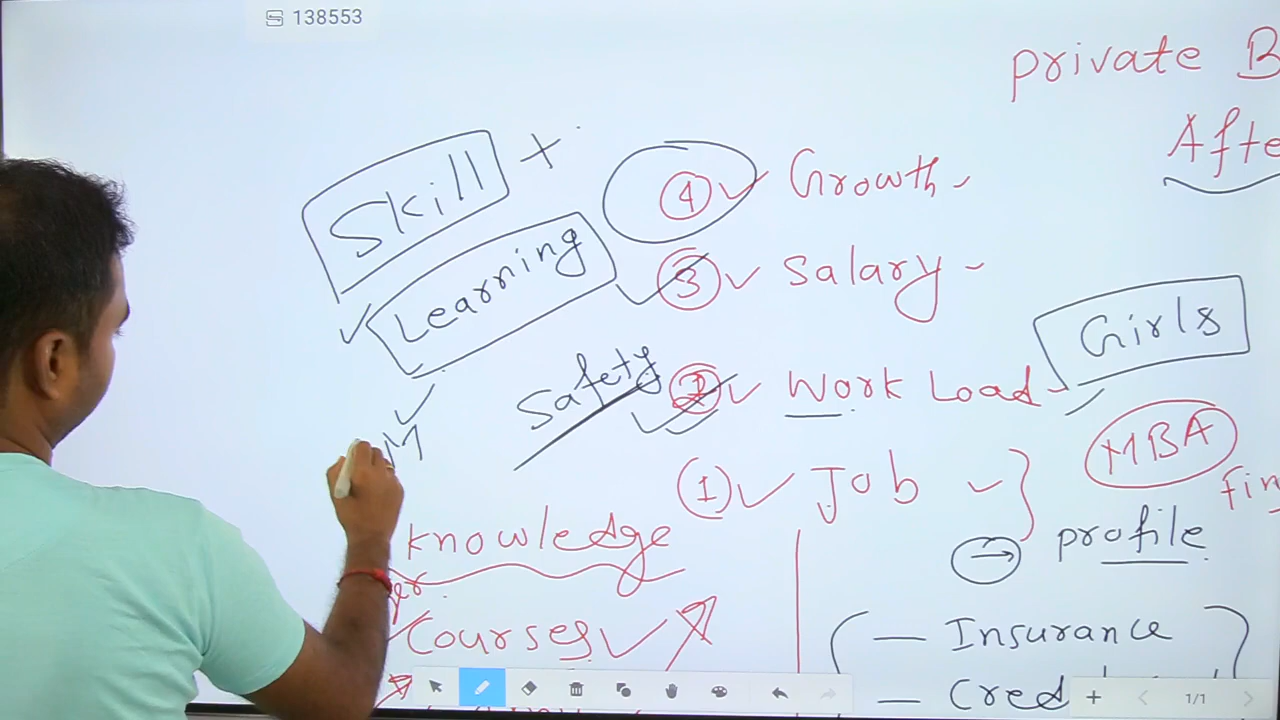 138553
private B
Afte
Skill +
Learning
④ Growth
③ Salary
Safety
② Work Load
Girls
① Job
MBA
Fin
→ profile
knowledge
ger
Courses
— Insurance
— Cred
1/1